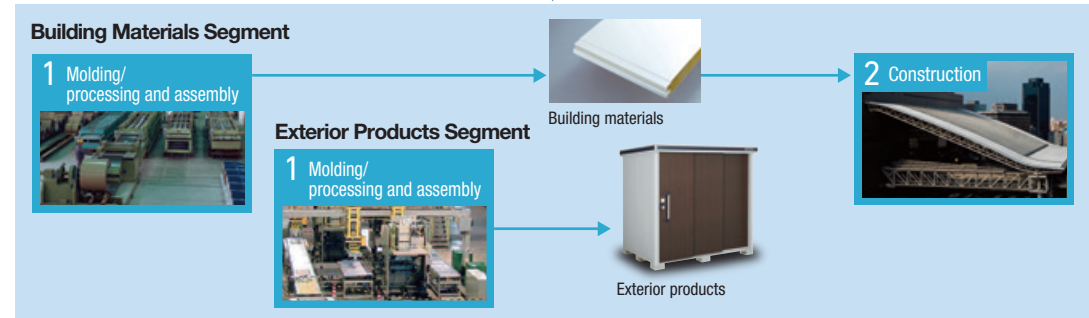 Building Materials Segment
1 Molding/
processing and assembly
Building materials
2 Construction
Exterior Products Segment
1 Molding/
processing and assembly
Exterior products